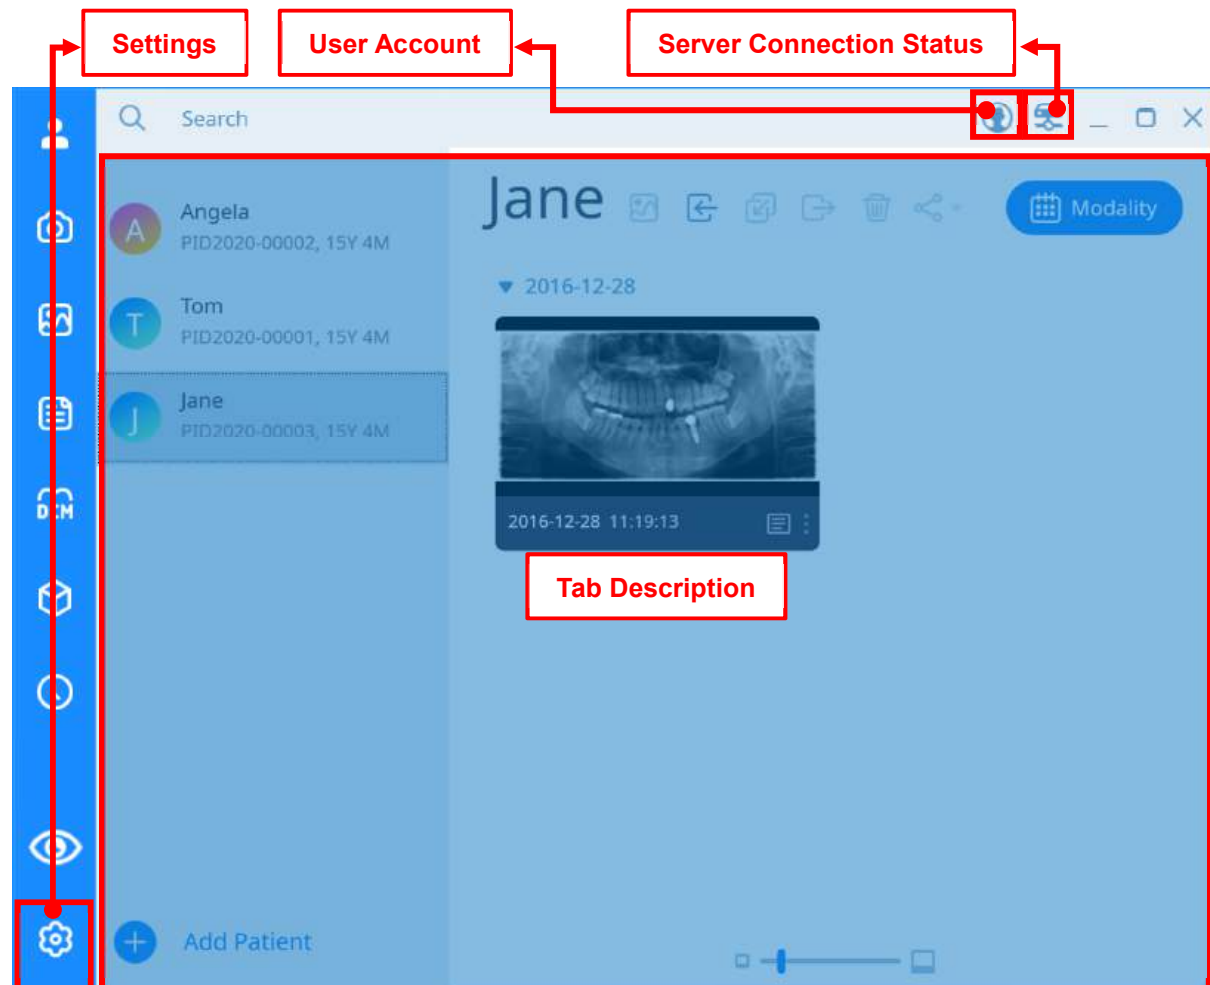 Settings
User Account
Server Connection Status
Search
Jane
Modality
A
Angela
PID2020-00002, 15Y 4M
T
Tom
PID2020-00001, 15Y 4M
J
Jane
PID2020-00003, 15Y 4M
2016-12-28
2016-12-28 11:19:13
Tab Description
Add Patient